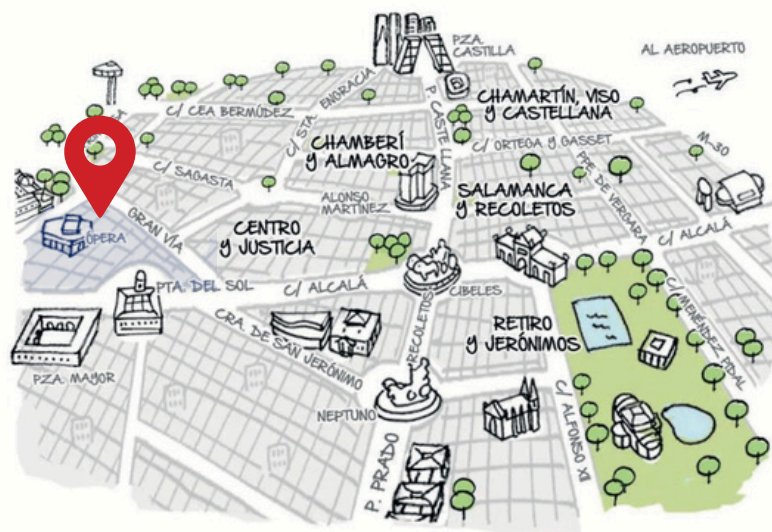 PZA.
CASTILLA
AL AEROPUERTO
C/ CEA BERMÚDEZ
C/ STA. ENGRACIA
P. CASTELLANA
CHAMARTÍN, VISO
Y CASTELLANA
C/ ORTEGA Y GASSET
M-30
CHAMBERÍ
Y ALMAGRO
C/ SAGASTA
ALONSO
MARTÍNEZ
SALAMANCA
Y RECOLETOS
PPE. DE VERGARA
C/ ALCALÁ
GRAN VÍA
ÓPERA
CENTRO
Y JUSTICIA
PTA. DEL SOL
C/ ALCALÁ
CIBELES
RECOLETOS
C/ MENÉNDEZ PIDAL
RETIRO
Y JERÓNIMOS
CRA. DE SAN JERÓNIMO
PZA. MAYOR
NEPTUNO
C/ ALFONSO XII
P. PRADO